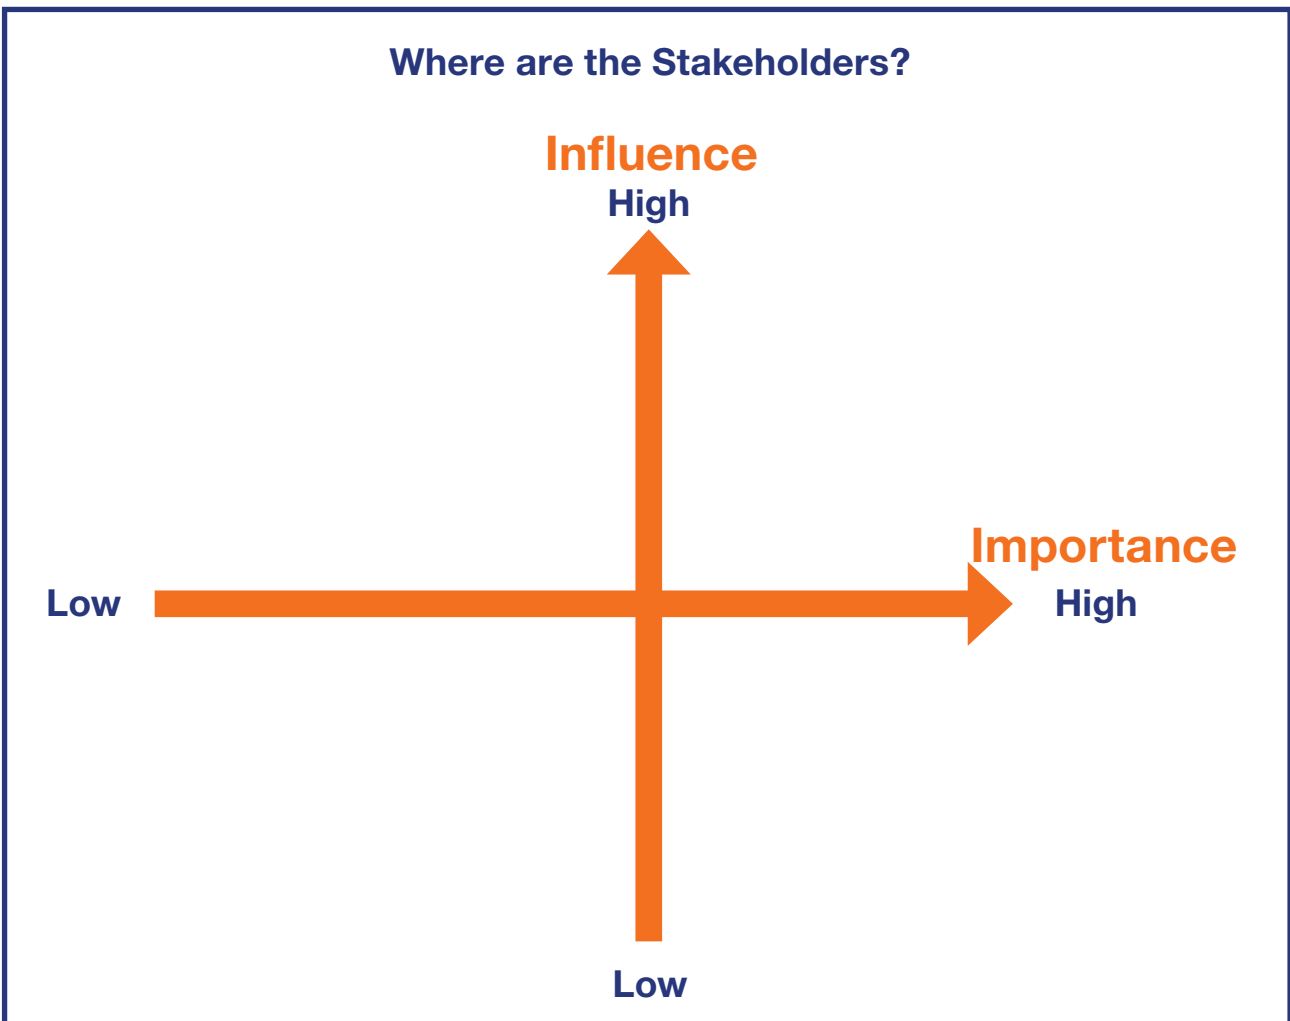 Where are the Stakeholders?
Influence
High
Importance
Low
High
Low